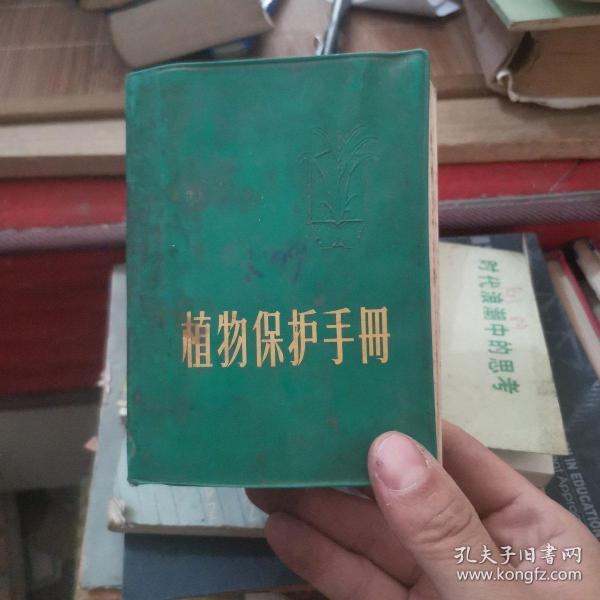 植物保护手册
时代浪潮中的思考
IN EDUCATION
孔夫子旧书网
www.kongfz.com